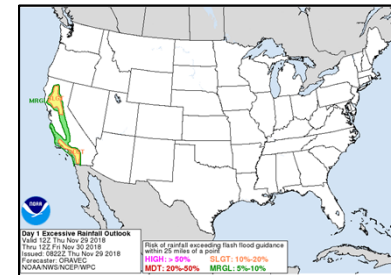 MRGL
NOAA
Day 1 Excessive Rainfall Outlook
Valid 12Z Thu Nov 29 2018
Thru 12Z Fri Nov 30 2018
Issued: 0822Z Thu Nov 29 2018
Forecaster: ORAVEC
NOAA/NWS/NCEP/WPC
Risk of rainfall exceeding flash flood guidance
within 25 miles of a point
HIGH: > 50% SLGT: 10%-20%
MDT: 20%-50% MRGL: 5%-10%